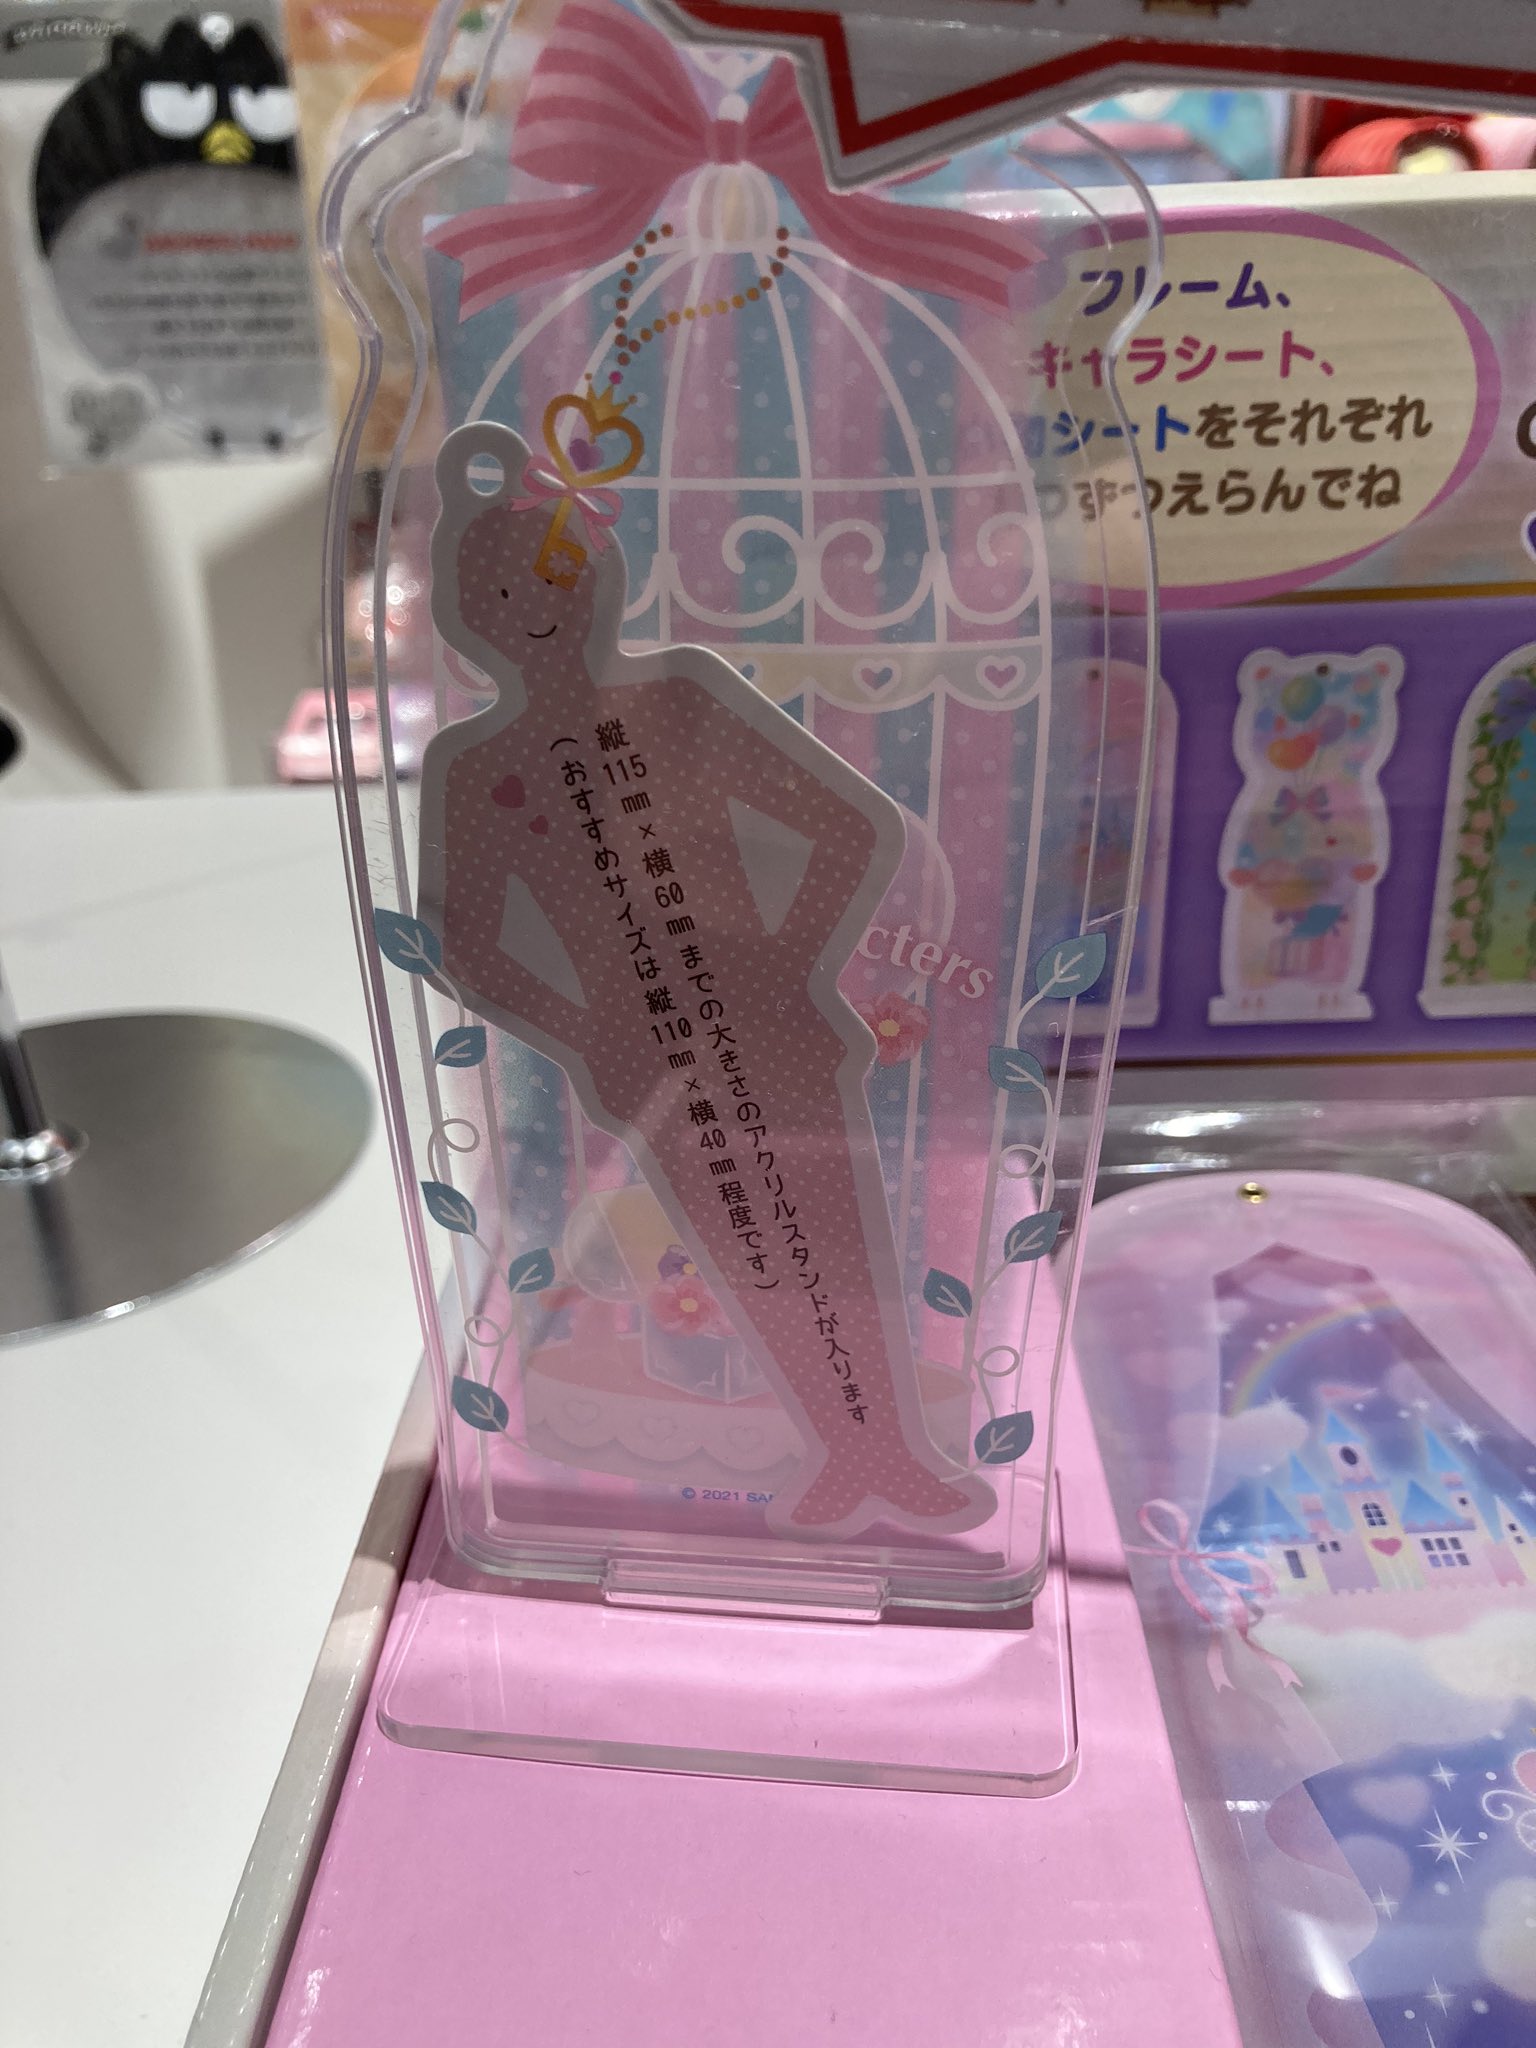 フレーム、
キャラシート、
シートをそれぞれ
つずつえらんでね
縦115mm×横60mmまでの大きさのアクリルスタンドが入ります
(おすすめサイズは縦110mm×横40mm程度です)
cters
© 2021 SAN